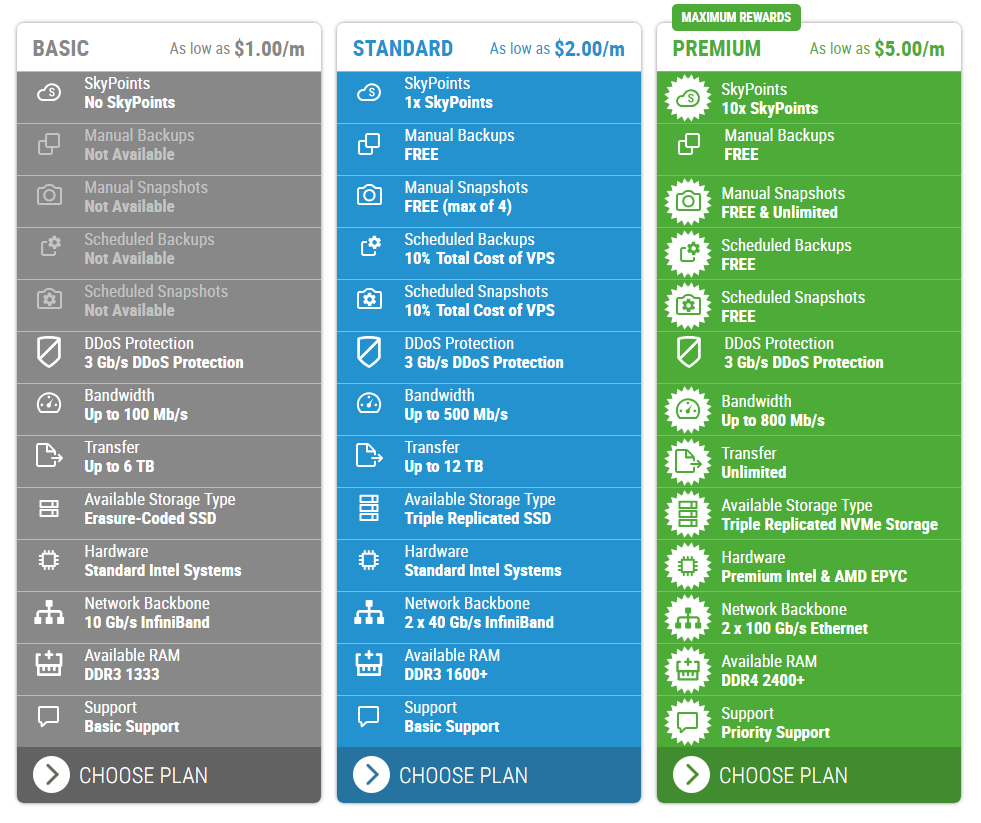 MAXIMUM REWARDS
BASIC As low as $1.00/m
SkyPoints
No SkyPoints
Manual Backups
Not Available
Manual Snapshots
Not Available
Scheduled Backups
Not Available
Scheduled Snapshots
Not Available
DDoS Protection
3 Gb/s DDoS Protection
Bandwidth
Up to 100 Mb/s
Transfer
Up to 6 TB
Available Storage Type
Erasure-Coded SSD
Hardware
Standard Intel Systems
Network Backbone
10 Gb/s InfiniBand
Available RAM
DDR3 1333
Support
Basic Support
CHOOSE PLAN
STANDARD As low as $2.00/m
SkyPoints
1x SkyPoints
Manual Backups
FREE
Manual Snapshots
FREE (max of 4)
Scheduled Backups
10% Total Cost of VPS
Scheduled Snapshots
10% Total Cost of VPS
DDoS Protection
3 Gb/s DDoS Protection
Bandwidth
Up to 500 Mb/s
Transfer
Up to 12 TB
Available Storage Type
Triple Replicated SSD
Hardware
Standard Intel Systems
Network Backbone
2 x 40 Gb/s InfiniBand
Available RAM
DDR3 1600+
Support
Basic Support
CHOOSE PLAN
PREMIUM As low as $5.00/m
SkyPoints
10x SkyPoints
Manual Backups
FREE
Manual Snapshots
FREE & Unlimited
Scheduled Backups
FREE
Scheduled Snapshots
FREE
DDoS Protection
3 Gb/s DDoS Protection
Bandwidth
Up to 800 Mb/s
Transfer
Unlimited
Available Storage Type
Triple Replicated NVMe Storage
Hardware
Premium Intel & AMD EPYC
Network Backbone
2 x 100 Gb/s Ethernet
Available RAM
DDR4 2400+
Support
Priority Support
CHOOSE PLAN